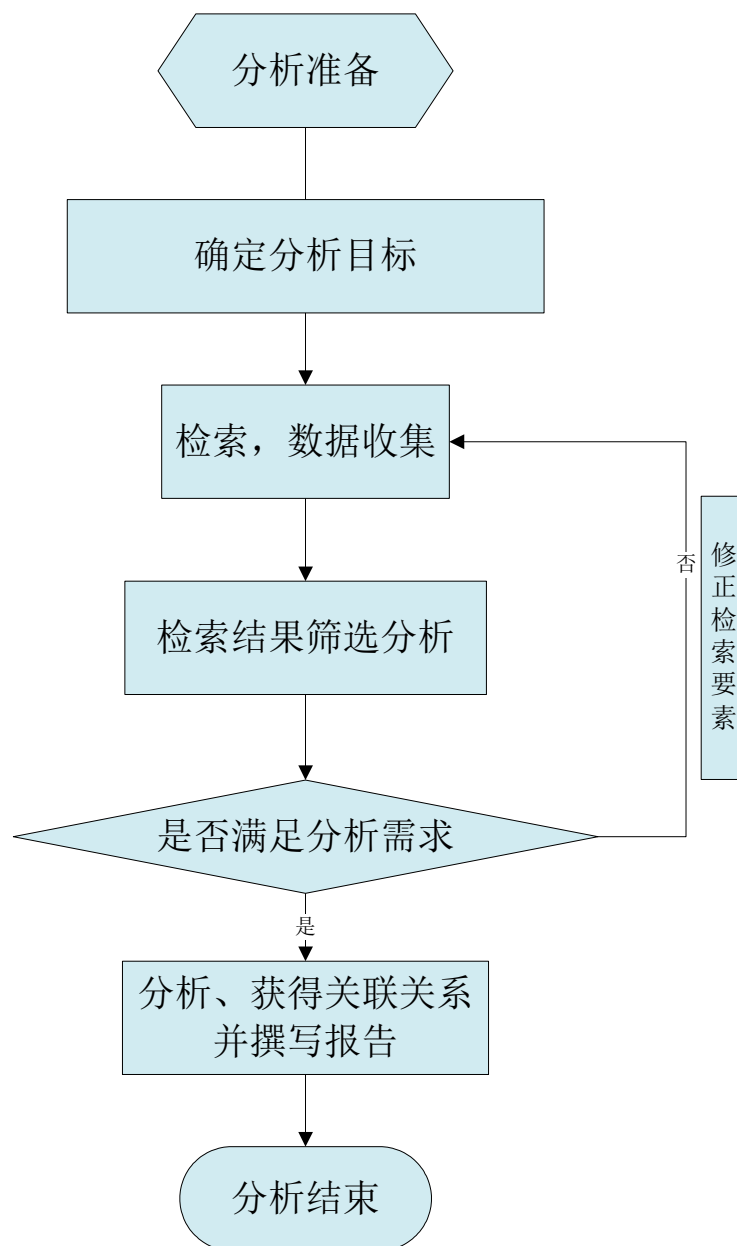 分析准备
确定分析目标
检索，数据收集
检索结果筛选分析
是否满足分析需求
否
修正检索要素
是
分析、获得关联关系
并撰写报告
分析结束